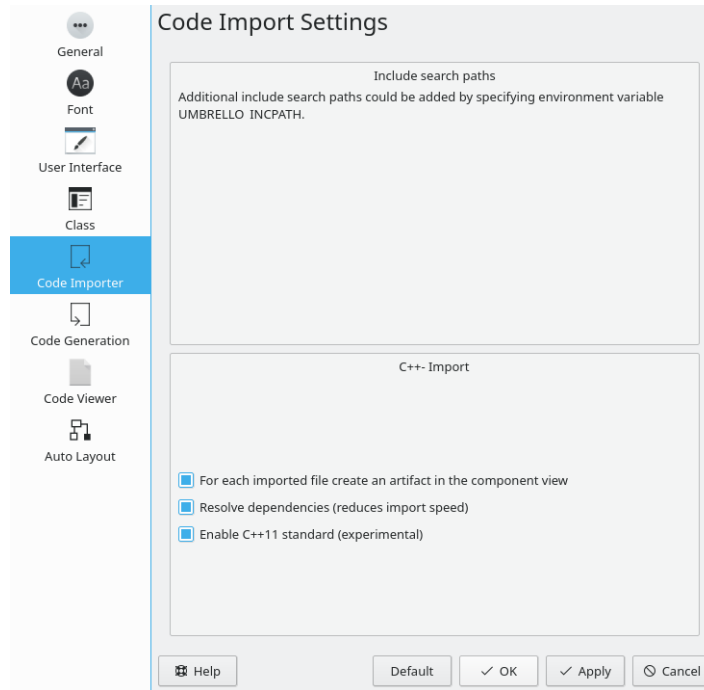 Code Import Settings
General
Aa
Font
User Interface
Class
Code Importer
Code Generation
Code Viewer
Auto Layout
Include search paths
Additional include search paths could be added by specifying environment variable
UMBRELLO INCPATH.
C++- Import
For each imported file create an artifact in the component view
Resolve dependencies (reduces import speed)
Enable C++11 standard (experimental)
Help
Default
OK
Apply
Cancel